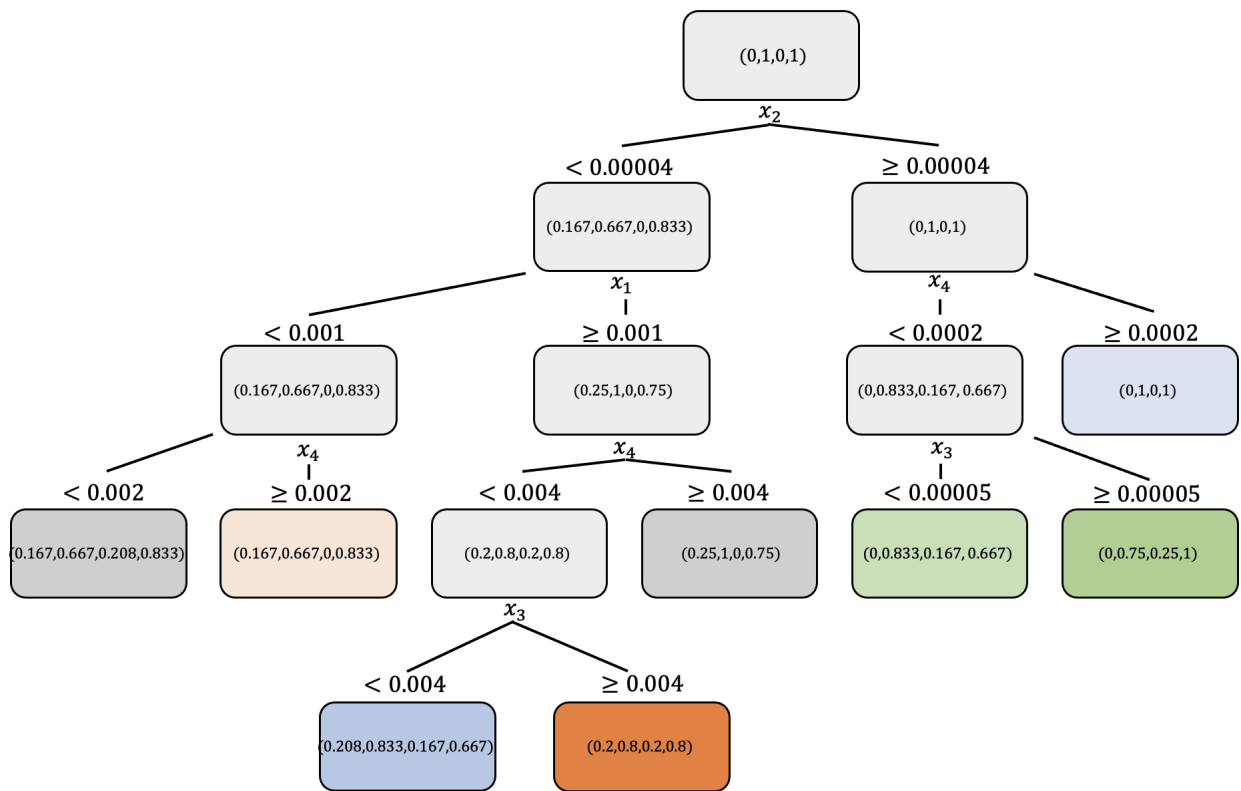 (0,1,0,1)
x₂
< 0.00004 ≥ 0.00004
(0.167,0.667,0,0.833) (0,1,0,1)
x₁ x₄
< 0.001 ≥ 0.001 < 0.0002 ≥ 0.0002
(0.167,0.667,0,0.833) (0.25,1,0,0.75) (0,0.833,0.167, 0.667) (0,1,0,1)
x₄ x₄ x₃
< 0.002 ≥ 0.002 < 0.004 ≥ 0.004 < 0.00005 ≥ 0.00005
(0.167,0.667,0.208,0.833) (0.167,0.667,0,0.833) (0.2,0.8,0.2,0.8) (0.25,1,0,0.75) (0,0.833,0.167, 0.667) (0,0.75,0.25,1)
x₃
< 0.004 ≥ 0.004
(0.208,0.833,0.167,0.667) (0.2,0.8,0.2,0.8)